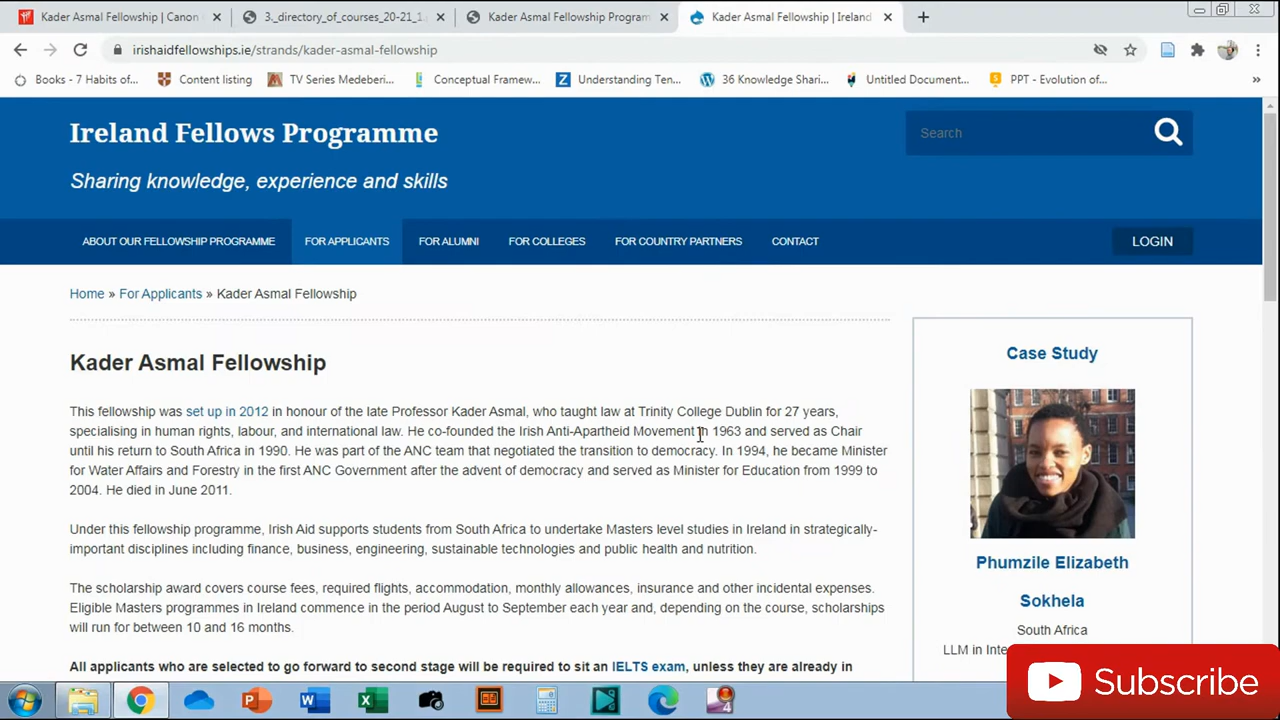 Kader Asmal Fellowship | Canon
3._directory_of_courses_20-21_1.
Kader Asmal Fellowship Program
Kader Asmal Fellowship | Ireland
irishaidfellowships.ie/strands/kader-asmal-fellowship
Books - 7 Habits of...
Content listing
TV Series Medeberi...
Conceptual Framew...
Understanding Ten...
36 Knowledge Shari...
Untitled Document...
PPT - Evolution of...
Ireland Fellows Programme
Search
Sharing knowledge, experience and skills
ABOUT OUR FELLOWSHIP PROGRAMME
FOR APPLICANTS
FOR ALUMNI
FOR COLLEGES
FOR COUNTRY PARTNERS
CONTACT
LOGIN
Home » For Applicants » Kader Asmal Fellowship
Kader Asmal Fellowship
This fellowship was set up in 2012 in honour of the late Professor Kader Asmal, who taught law at Trinity College Dublin for 27 years,
specialising in human rights, labour, and international law. He co-founded the Irish Anti-Apartheid Movement in 1963 and served as Chair
until his return to South Africa in 1990. He was part of the ANC team that negotiated the transition to democracy. In 1994, he became Minister
for Water Affairs and Forestry in the first ANC Government after the advent of democracy and served as Minister for Education from 1999 to
2004. He died in June 2011.
Under this fellowship programme, Irish Aid supports students from South Africa to undertake Masters level studies in Ireland in strategically-
important disciplines including finance, business, engineering, sustainable technologies and public health and nutrition.
The scholarship award covers course fees, required flights, accommodation, monthly allowances, insurance and other incidental expenses.
Eligible Masters programmes in Ireland commence in the period August to September each year and, depending on the course, scholarships
will run for between 10 and 16 months.
All applicants who are selected to go forward to second stage will be required to sit an IELTS exam, unless they are already in
Case Study
Phumzile Elizabeth
Sokhela
South Africa
LLM in Inte
Subscribe